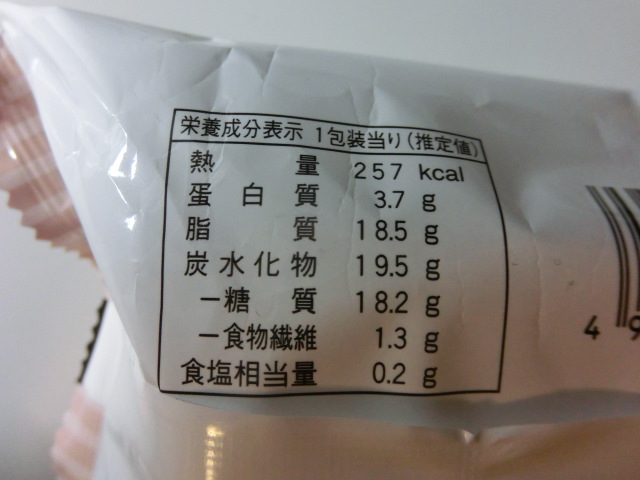 栄養成分表示 1包装当り(推定値)
熱量 257 kcal
蛋白質 3.7 g
脂質 18.5 g
炭水化物 19.5 g
ー糖質 18.2 g
ー食物繊維 1.3 g
食塩相当量 0.2 g
4 9